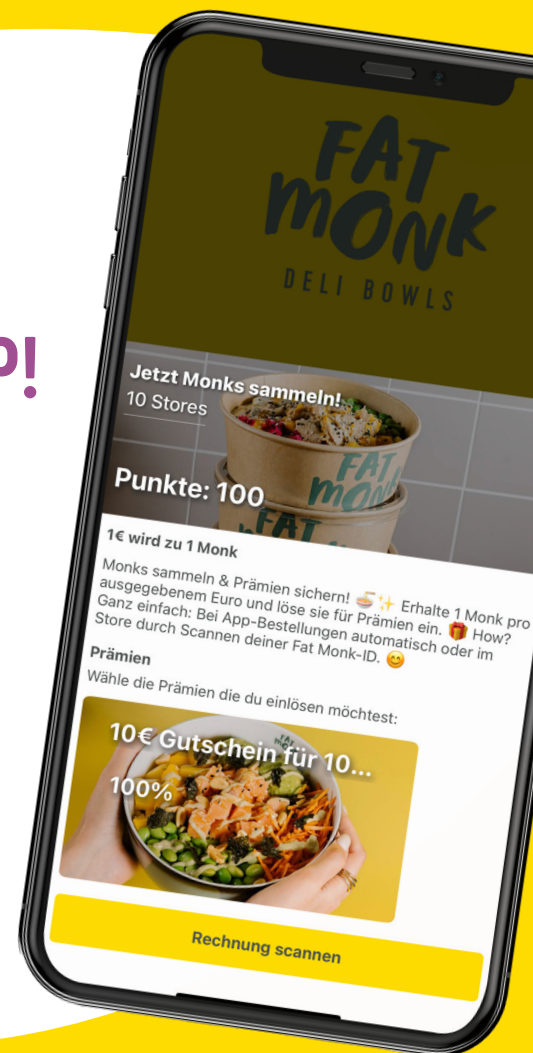 P!
FAT
MONK
DELI BOWLS
Jetzt Monks sammeln!
10 Stores
Punkte: 100
FAT
MONK
FAT
1€ wird zu 1 Monk
Monks sammeln & Prämien sichern! 🍜✨ Erhalte 1 Monk pro
ausgegebenem Euro und löse sie für Prämien ein. 🎁 How?
Ganz einfach: Bei App-Bestellungen automatisch oder im
Store durch Scannen deiner Fat Monk-ID. 😊
Prämien
Wähle die Prämien die du einlösen möchtest:
FAT
MONK
10€ Gutschein für 10...
100%
Rechnung scannen